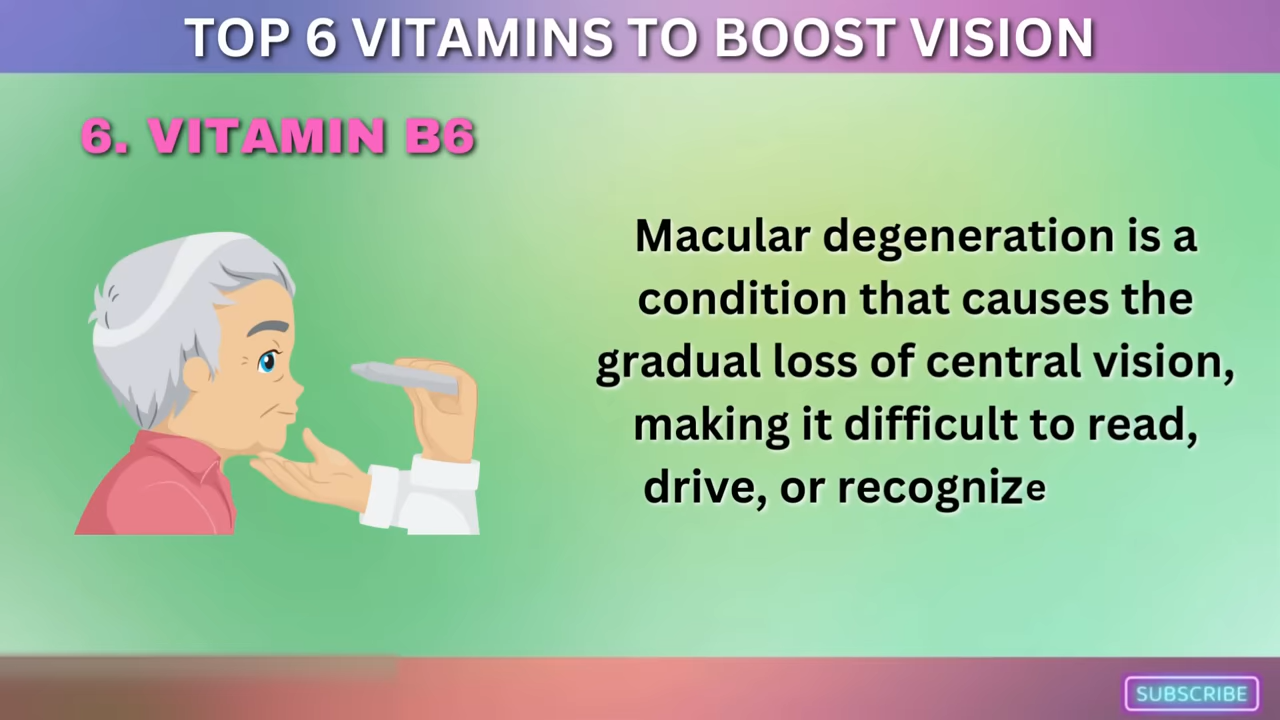 TOP 6 VITAMINS TO BOOST VISION
6. VITAMIN B6
Macular degeneration is a
condition that causes the
gradual loss of central vision,
making it difficult to read,
drive, or recognize
SUBSCRIBE